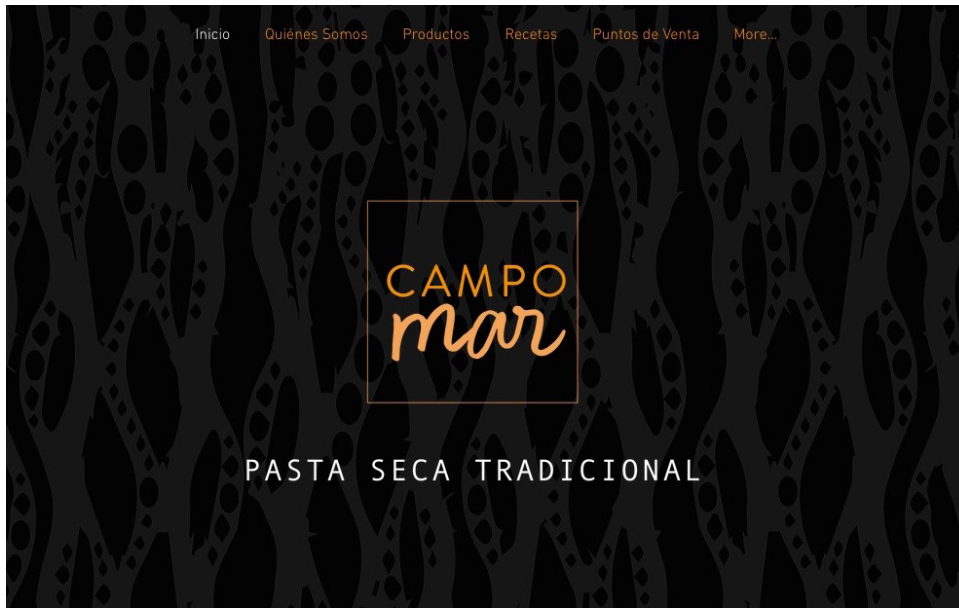 Inicio Quiénes Somos Productos Recetas Puntos de Venta More...
CAMPO
mar
PASTA SECA TRADICIONAL